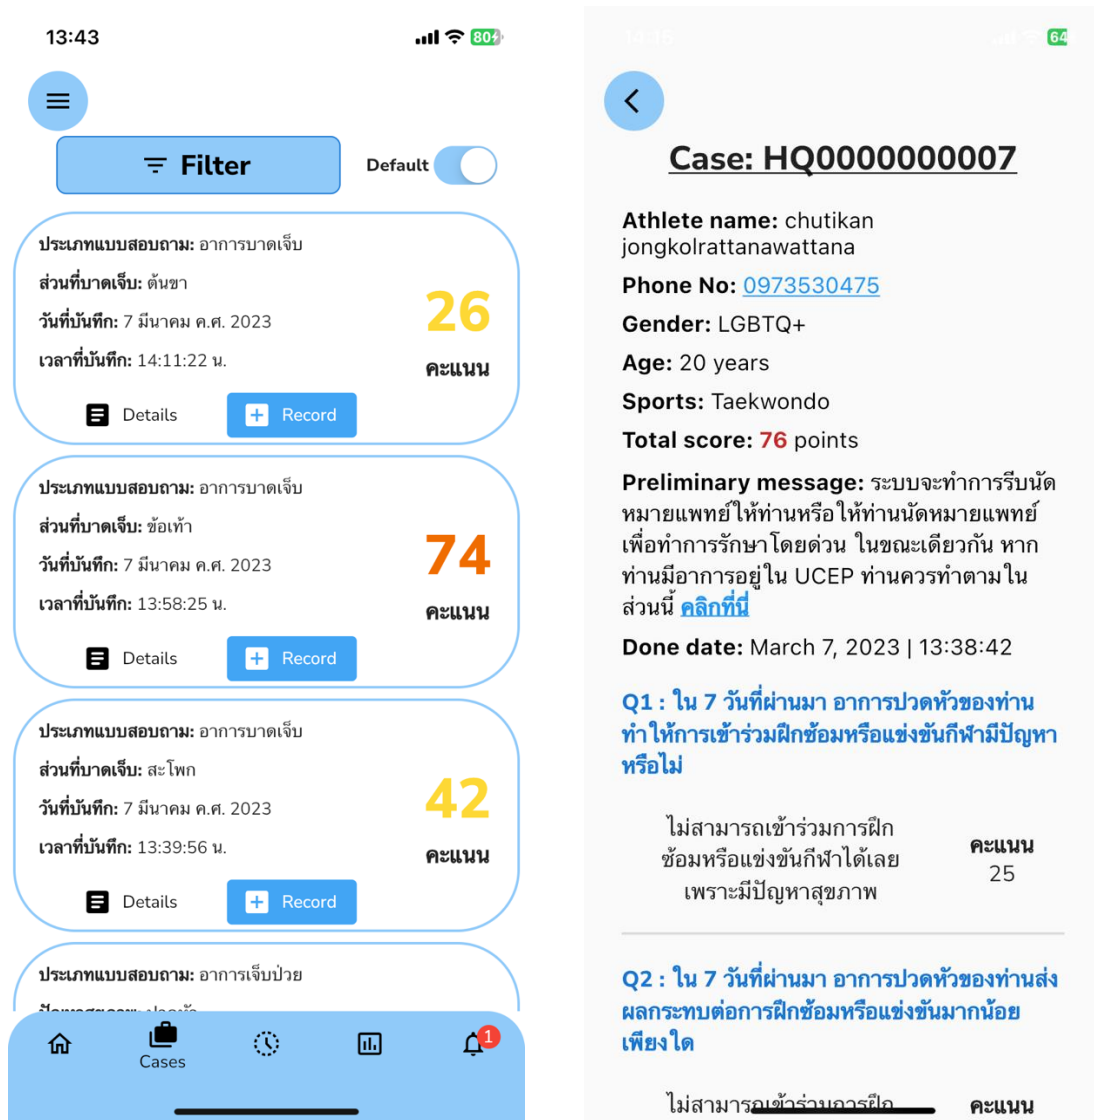 13:43
80
Filter
Default
ประเภทแบบสอบถาม: อาการบาดเจ็บ
ส่วนที่บาดเจ็บ: ต้นขา
วันที่บันทึก: 7 มีนาคม ค.ศ. 2023
เวลาที่บันทึก: 14:11:22 น.
26
คะแนน
Details
Record
ประเภทแบบสอบถาม: อาการบาดเจ็บ
ส่วนที่บาดเจ็บ: ข้อเท้า
วันที่บันทึก: 7 มีนาคม ค.ศ. 2023
เวลาที่บันทึก: 13:58:25 น.
74
คะแนน
Details
Record
ประเภทแบบสอบถาม: อาการบาดเจ็บ
ส่วนที่บาดเจ็บ: สะโพก
วันที่บันทึก: 7 มีนาคม ค.ศ. 2023
เวลาที่บันทึก: 13:39:56 น.
42
คะแนน
Details
Record
ประเภทแบบสอบถาม: อาการเจ็บป่วย
Cases
1
64
Case: HQ0000000007
Athlete name: chutikan
jongkolrattanawattana
Phone No: 0973530475
Gender: LGBTQ+
Age: 20 years
Sports: Taekwondo
Total score: 76 points
Preliminary message: ระบบจะทำการรีบนัด
หมายแพทย์ให้ท่านหรือให้ท่านนัดหมายแพทย์
เพื่อทำการรักษาโดยด่วน ในขณะเดียวกัน หาก
ท่านมีอาการอยู่ใน UCEP ท่านควรทำตามใน
ส่วนนี้ คลิกที่นี่
Done date: March 7, 2023 | 13:38:42
Q1 : ใน 7 วันที่ผ่านมา อาการปวดหัวของท่าน
ทำให้การเข้าร่วมฝึกซ้อมหรือแข่งขันกีฬามีปัญหา
หรือไม่
ไม่สามารถเข้าร่วมการฝึก
ซ้อมหรือแข่งขันกีฬาได้เลย
เพราะมีปัญหาสุขภาพ
คะแนน
25
Q2 : ใน 7 วันที่ผ่านมา อาการปวดหัวของท่านส่ง
ผลกระทบต่อการฝึกซ้อมหรือแข่งขันมากน้อย
เพียงใด
ไม่สามารถเข้าร่วมการฝึก
คะแนน